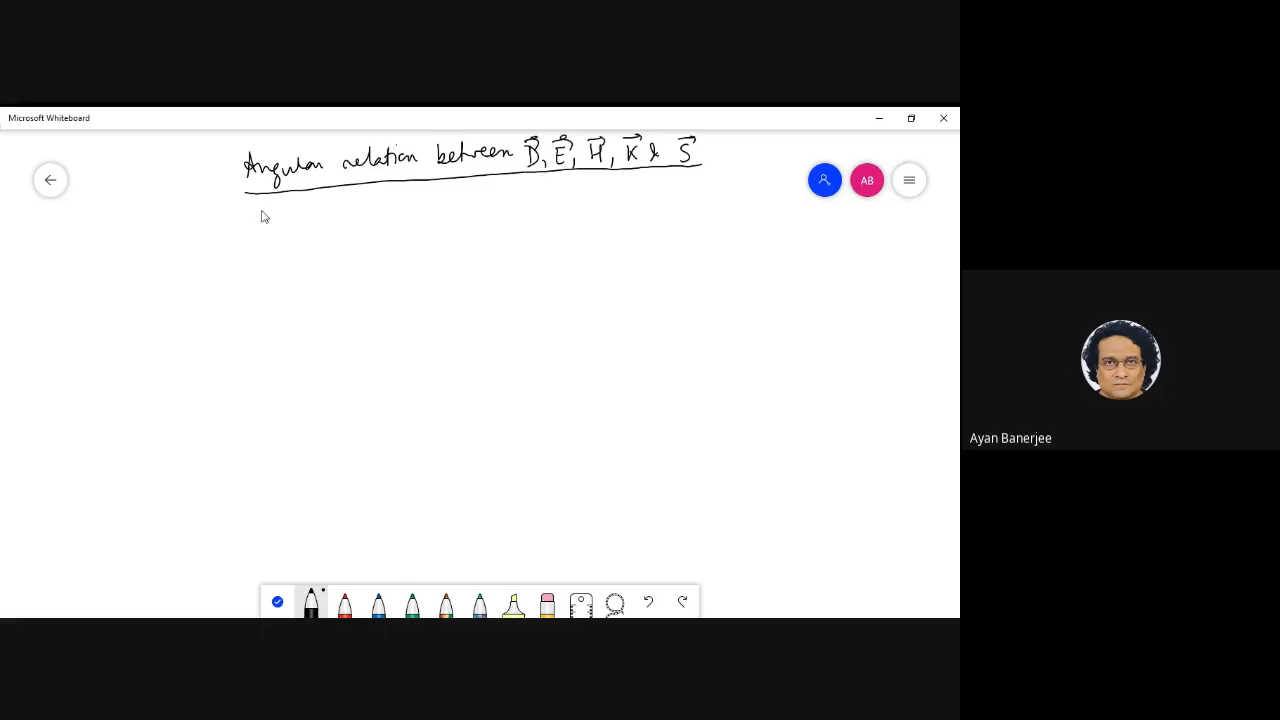 Microsoft Whiteboard
Angular relation between D⃗, E⃗, H⃗, K⃗ & S⃗
AB
Ayan Banerjee